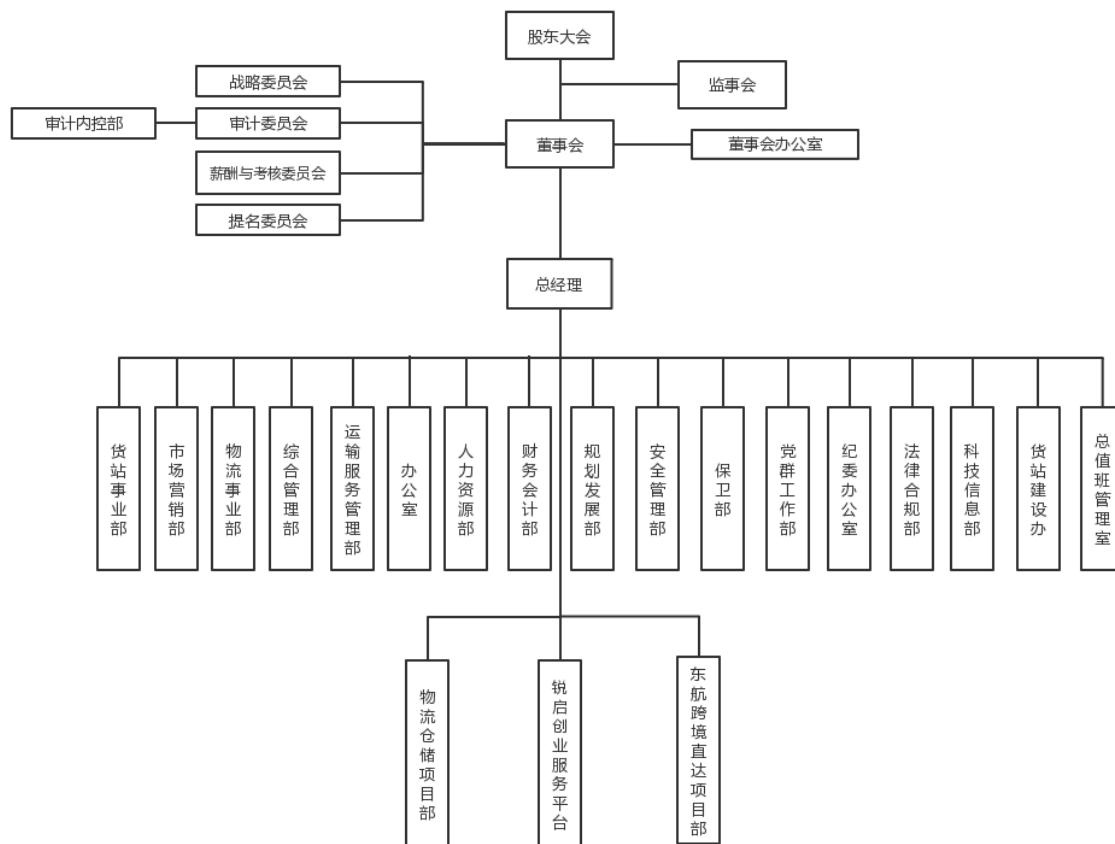 股东大会
战略委员会
监事会
审计内控部
审计委员会
董事会
董事会办公室
薪酬与考核委员会
提名委员会
总经理
货站事业部
市场营销部
物流事业部
综合管理部
运输服务管理部
办公室
人力资源部
财务会计部
规划发展部
安全管理部
保卫部
党群工作部
纪委办公室
法律合规部
科技信息部
货站建设办
总值班管理室
物流仓储项目部
锐启创业服务平台
东航跨境直达项目部